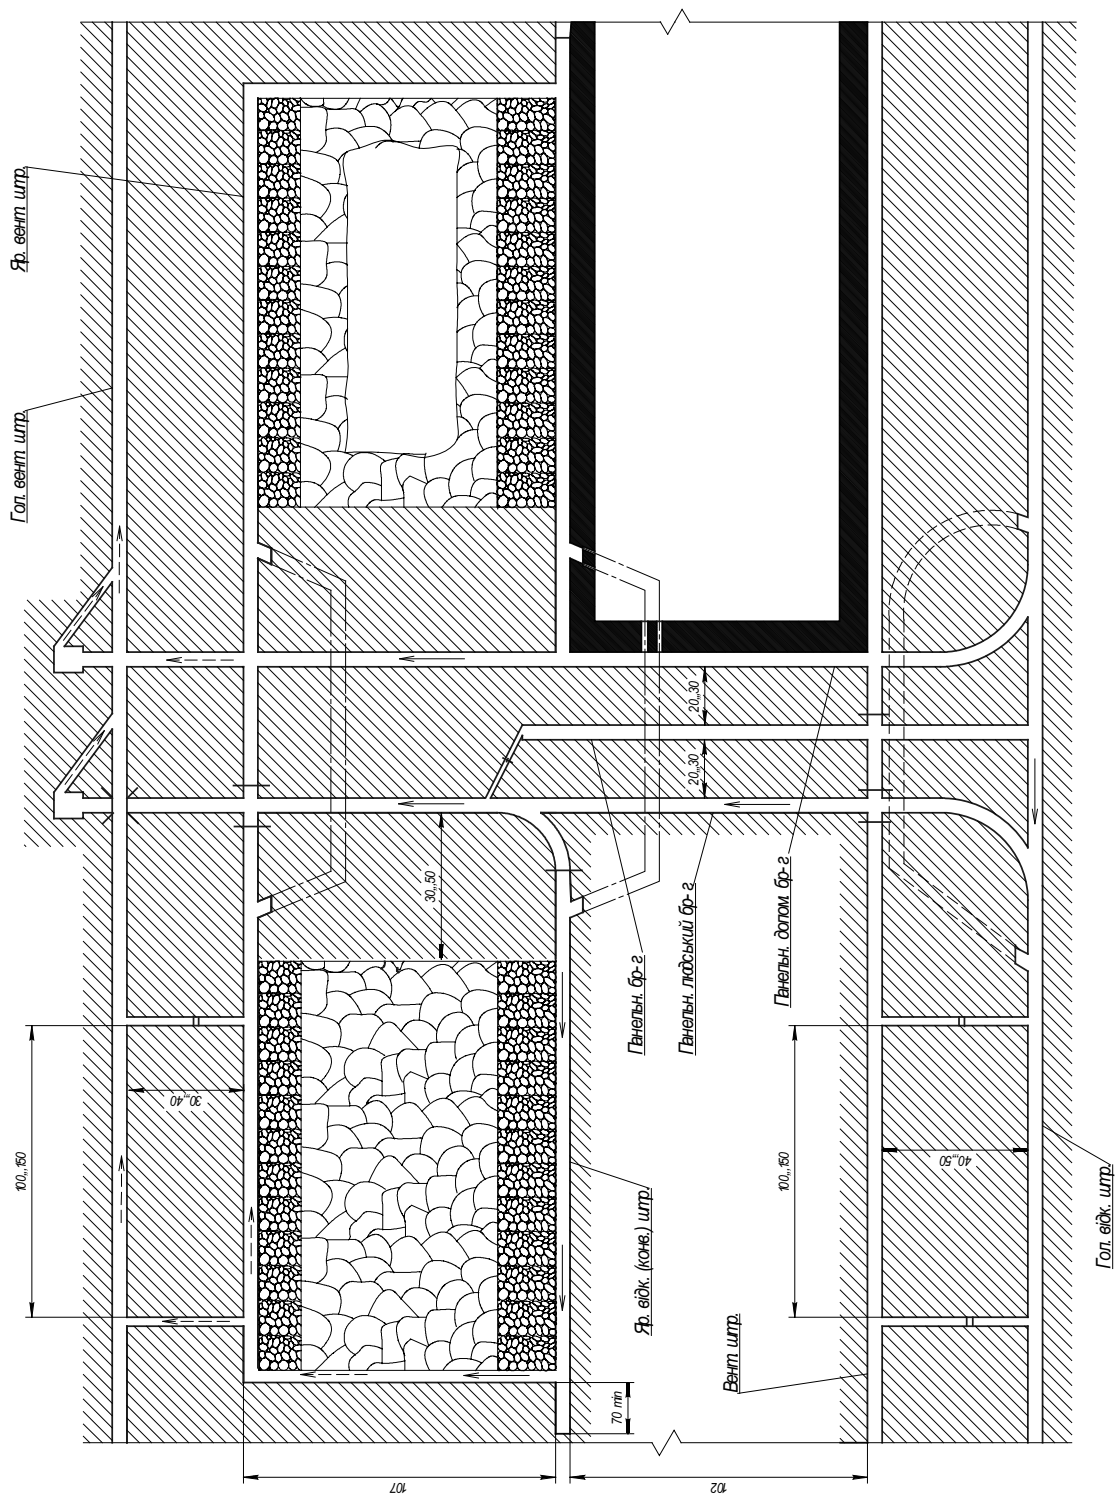 Яр. вент. штр.
Гол. вент. штр.
20...30
20...30
30...50
Панельн. допом. бр-г
Панельн. людський бр-г
Панельн. бр-г
100...150
30...40
100...150
40...50
Яр. відк. (конв.) штр.
Гол. відк. штр.
Вент. штр.
70 min
107
102